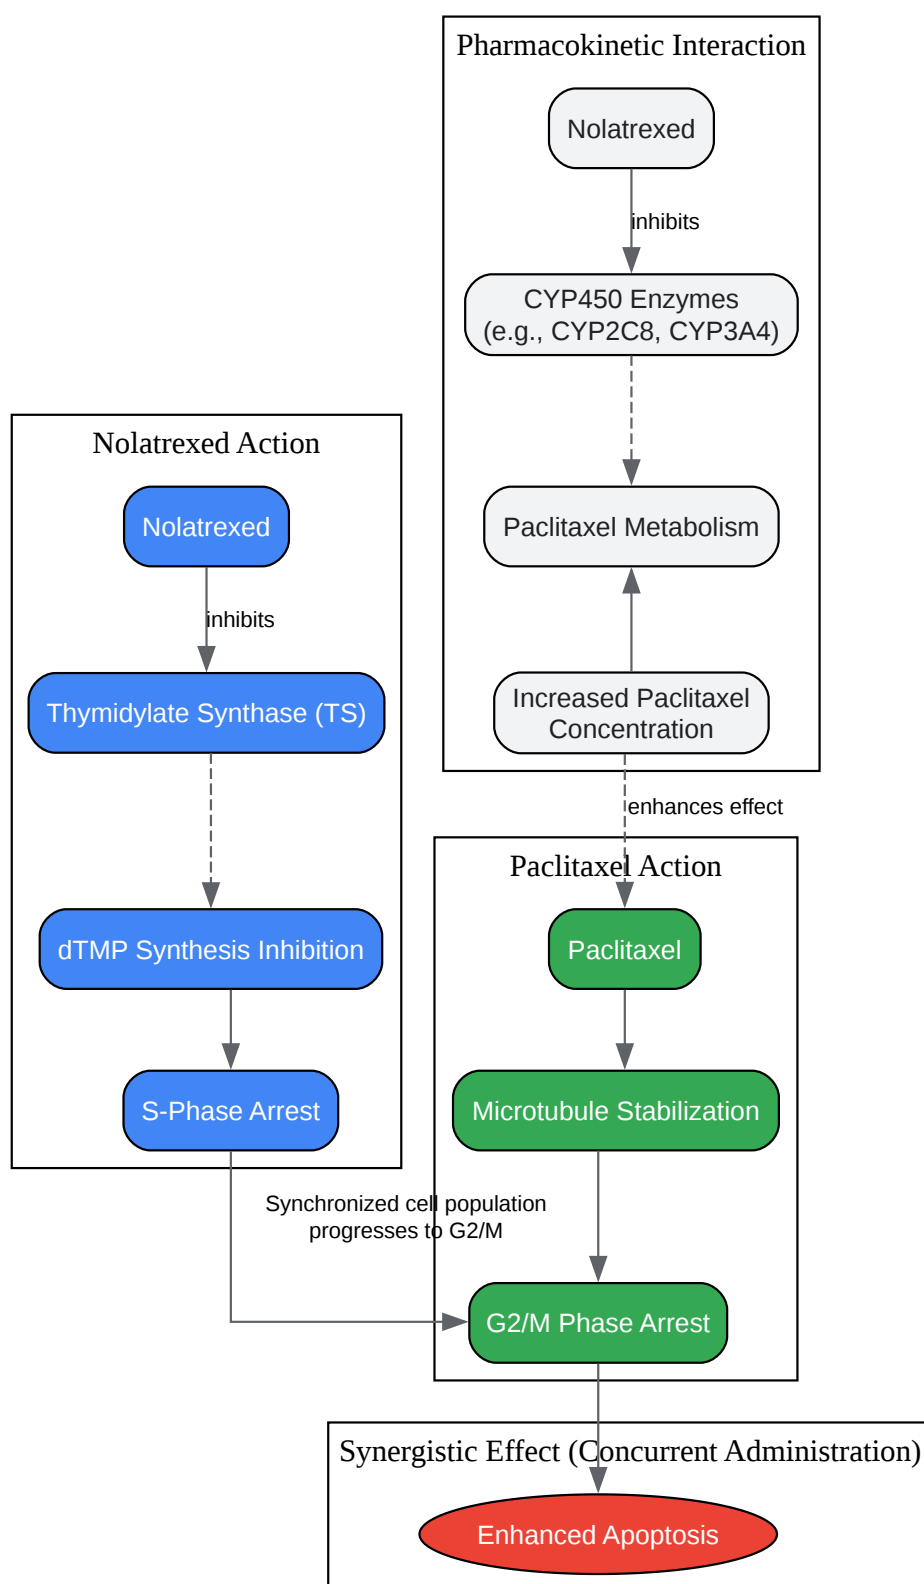 Pharmacokinetic Interaction
Nolatrexed
inhibits
CYP450 Enzymes
(e.g., CYP2C8, CYP3A4)
Paclitaxel Metabolism
Increased Paclitaxel
Concentration
enhances effect
Nolatrexed Action
Nolatrexed
inhibits
Thymidylate Synthase (TS)
dTMP Synthesis Inhibition
S-Phase Arrest
Synchronized cell population
progresses to G2/M
Paclitaxel Action
Paclitaxel
Microtubule Stabilization
G2/M Phase Arrest
Synergistic Effect (Concurrent Administration)
Enhanced Apoptosis